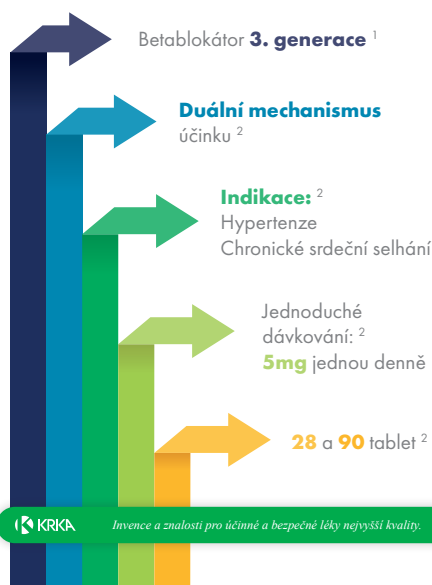 Betablokátor 3. generace 1
Duální mechanismus
účinku 2
Indikace: 2
Hypertenze
Chronické srdeční selhání
Jednoduché
dávkování: 2
5mg jednou denně
28 a 90 tablet 2
KRKA Invence a znalosti pro účinné a bezpečné léky nejvyšší kvality.